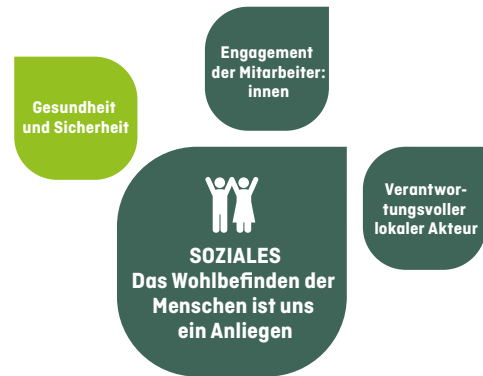 Engagement
der Mitarbeiter:
innen
Gesundheit
und Sicherheit
Verantwor-
tungsvoller
lokaler Akteur
SOZIALES
Das Wohlbefinden der
Menschen ist uns
ein Anliegen